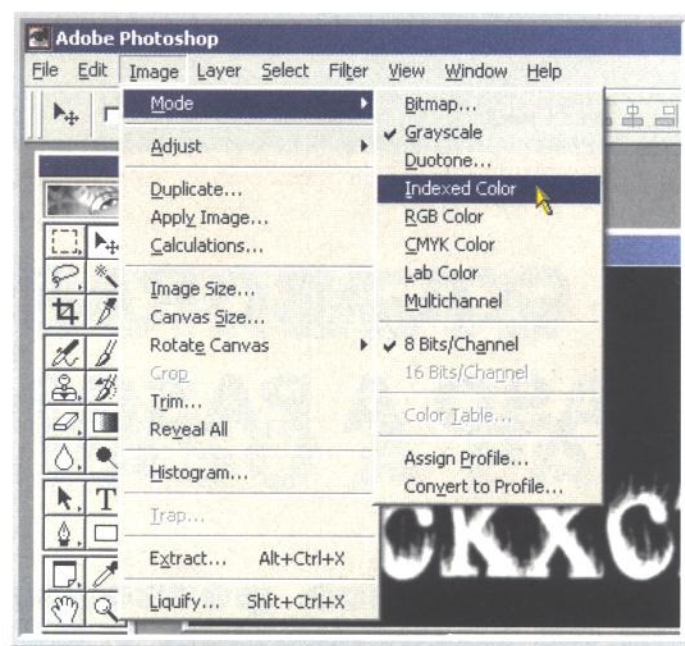 Adobe Photoshop
File Edit Image Layer Select Filter View Window Help
Mode
Adjust
Duplicate...
Apply Image...
Calculations...
Image Size...
Canvas Size...
Rotate Canvas
Crop
Trim...
Reveal All
Histogram...
Trap...
Extract... Alt+Ctrl+X
Liquify... Shft+Ctrl+X
Bitmap...
✓ Grayscale
Duotone...
Indexed Color
RGB Color
CMYK Color
Lab Color
Multichannel
✓ 8 Bits/Channel
16 Bits/Channel
Color Table...
Assign Profile...
Convert to Profile...
T
CKXC